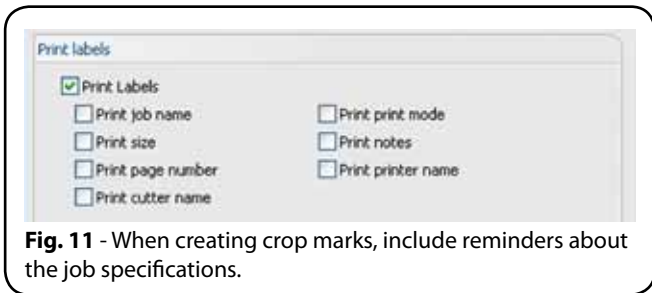 Print labels
Print Labels
Print job name
Print print mode
Print size
Print notes
Print page number
Print printer name
Print cutter name
Fig. 11 - When creating crop marks, include reminders about
the job specifications.